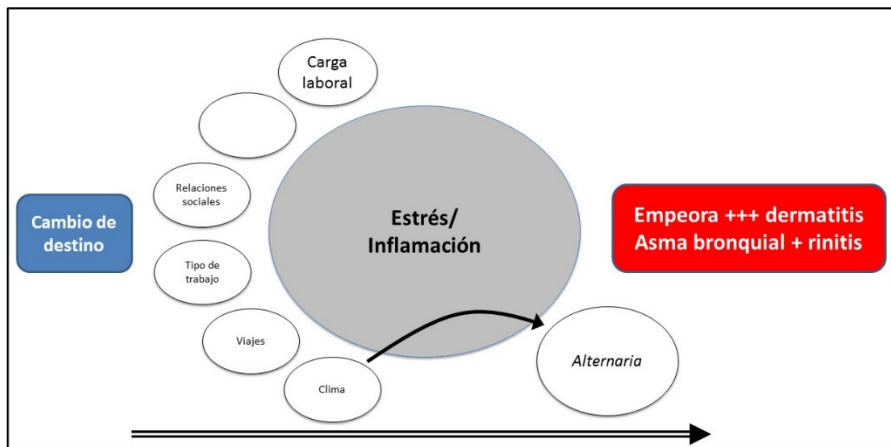 Carga
laboral
Relaciones
sociales
Cambio de
destino
Tipo de
trabajo
Viajes
Clima
Estrés/
Inflamación
Empeora +++ dermatitis
Asma bronquial + rinitis
Alternaria